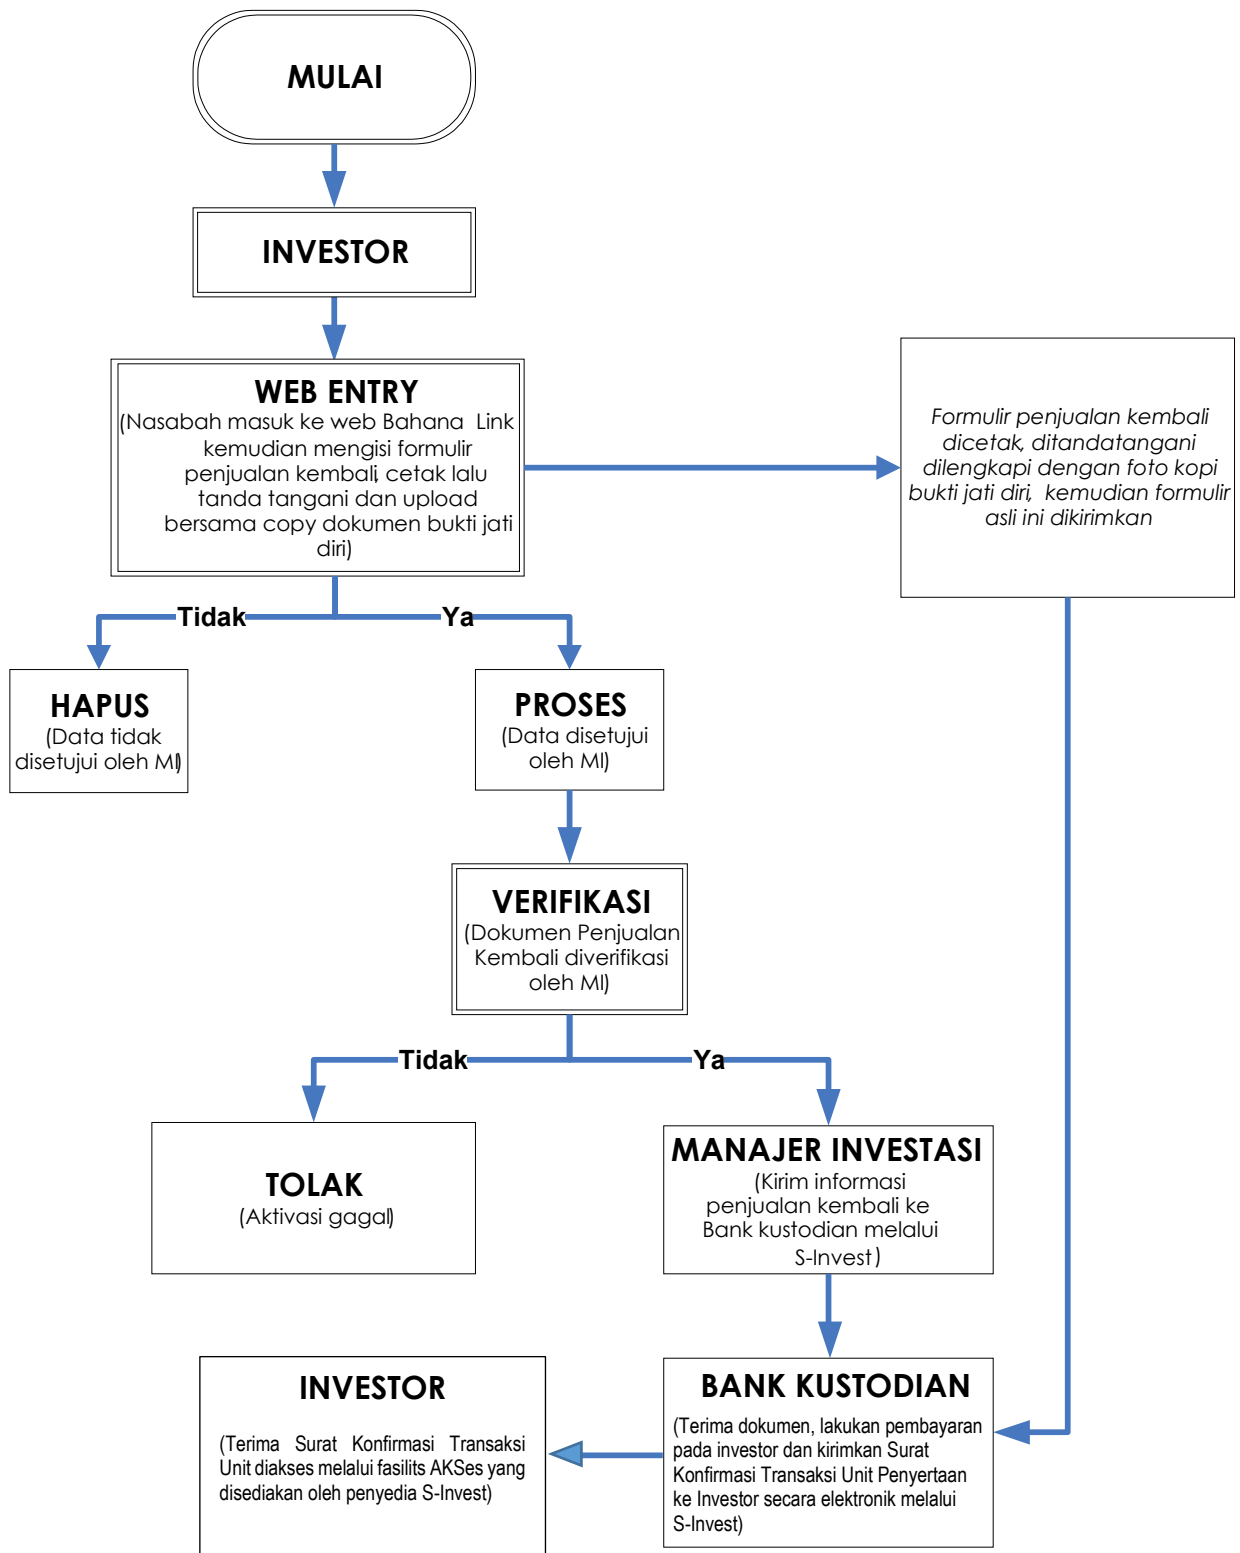 MULAI
INVESTOR
WEB ENTRY
(Nasabah masuk ke web Bahana Link
kemudian mengisi formulir
penjualan kembali, cetak lalu
tanda tangani dan upload
bersama copy dokumen bukti jati
diri)
Formulir penjualan kembali
dicetak, ditandatangani
dilengkapi dengan foto kopi
bukti jati diri, kemudian formulir
asli ini dikirimkan
Tidak
Ya
HAPUS
(Data tidak
disetujui oleh MI)
PROSES
(Data disetujui
oleh MI)
VERIFIKASI
(Dokumen Penjualan
Kembali diverifikasi
oleh MI)
Tidak
Ya
TOLAK
(Aktivasi gagal)
MANAJER INVESTASI
(Kirim informasi
penjualan kembali ke
Bank kustodian melalui
S-Invest)
INVESTOR
(Terima Surat Konfirmasi Transaksi
Unit diakses melalui fasilits AKSes yang
disediakan oleh penyedia S-Invest)
BANK KUSTODIAN
(Terima dokumen, lakukan pembayaran
pada investor dan kirimkan Surat
Konfirmasi Transaksi Unit Penyertaan
ke Investor secara elektronik melalui
S-Invest)